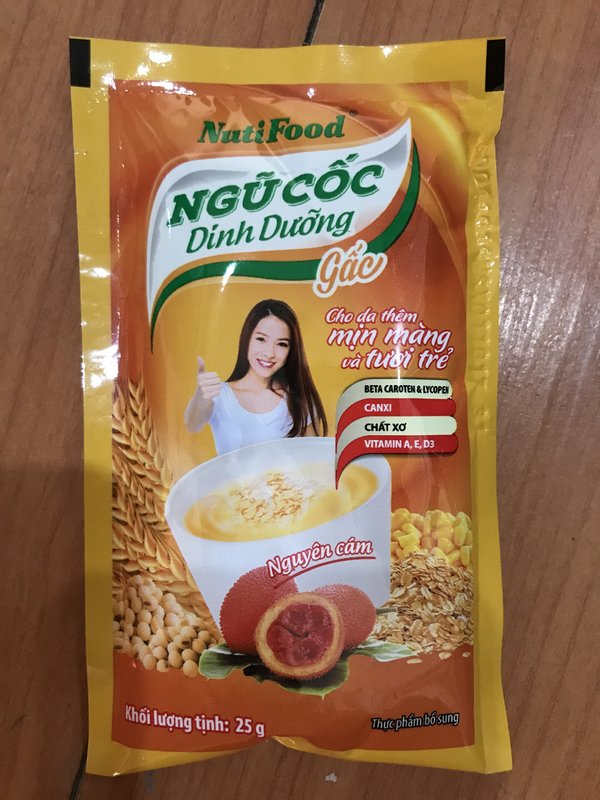 NutiFood®
NGŨ CỐC
Dinh Dưỡng
Gấc
Cho da thêm
mịn màng
và tươi trẻ
BETA CAROTEN & LYCOPEN
CANXI
CHẤT XƠ
VITAMIN A, E, D3
Nguyên cám
Khối lượng tịnh: 25 g
Thực phẩm bổ sung